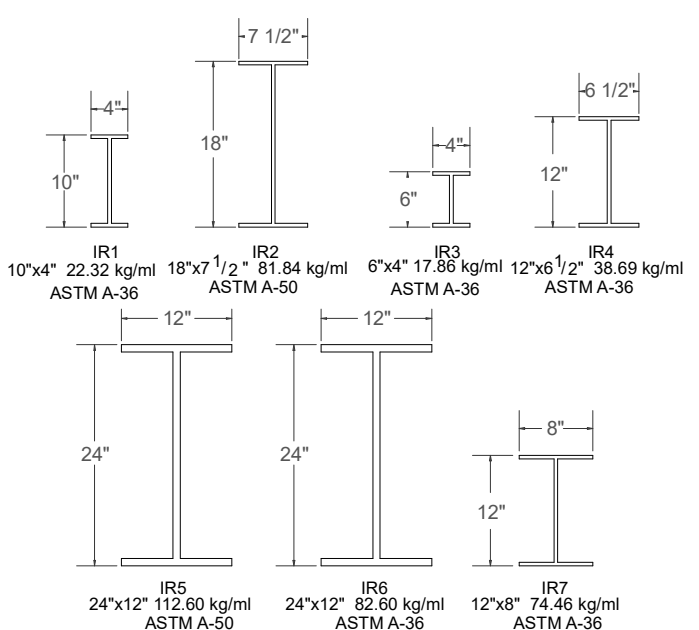 7 1/2"
4"
6 1/2"
18"
4"
10"
6"
12"
IR1
10"x4" 22.32 kg/ml
ASTM A-36
IR2
18"x7 1/2 " 81.84 kg/ml
ASTM A-50
IR3
6"x4" 17.86 kg/ml
ASTM A-36
IR4
12"x6 1/2" 38.69 kg/ml
ASTM A-36
12"
12"
24"
24"
8"
12"
IR5
24"x12" 112.60 kg/ml
ASTM A-50
IR6
24"x12" 82.60 kg/ml
ASTM A-36
IR7
12"x8" 74.46 kg/ml
ASTM A-36